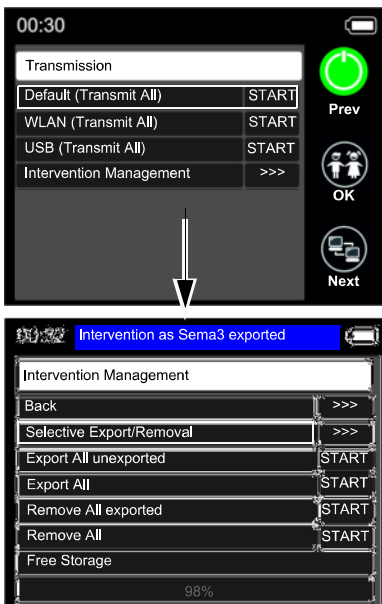 00:30
Transmission
Default (Transmit All) START
Prev
WLAN (Transmit All) START
USB (Transmit All) START
Intervention Management >>>
OK
Next
Intervention as Sema3 exported
Intervention Management
Back >>>
Selective Export/Removal >>>
Export All unexported START
Export All START
Remove All exported START
Remove All START
Free Storage
98%